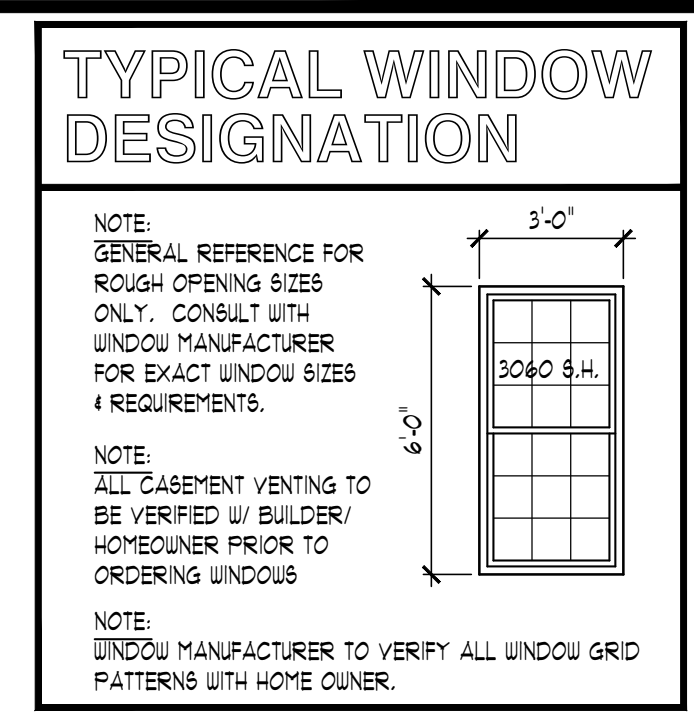 TYPICAL WINDOW
DESIGNATION
NOTE:
GENERAL REFERENCE FOR
ROUGH OPENING SIZES
ONLY. CONSULT WITH
WINDOW MANUFACTURER
FOR EXACT WINDOW SIZES
& REQUIREMENTS.
NOTE:
ALL CASEMENT VENTING TO
BE VERIFIED W/ BUILDER/
HOMEOWNER PRIOR TO
ORDERING WINDOWS
3'-0"
6'-0"
3060 S.H.
NOTE:
WINDOW MANUFACTURER TO VERIFY ALL WINDOW GRID
PATTERNS WITH HOME OWNER.